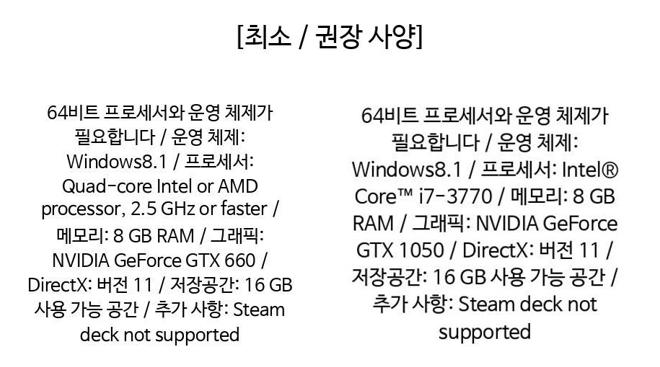 [최소 / 권장 사양]
64비트 프로세서와 운영 체제가
필요합니다 / 운영 체제:
Windows8.1 / 프로세서:
Quad-core Intel or AMD
processor, 2.5 GHz or faster /
메모리: 8 GB RAM / 그래픽:
NVIDIA GeForce GTX 660 /
DirectX: 버전 11 / 저장공간: 16 GB
사용 가능 공간 / 추가 사항: Steam
deck not supported
64비트 프로세서와 운영 체제가
필요합니다 / 운영 체제:
Windows8.1 / 프로세서: Intel®
Core™ i7-3770 / 메모리: 8 GB
RAM / 그래픽: NVIDIA GeForce
GTX 1050 / DirectX: 버전 11 /
저장공간: 16 GB 사용 가능 공간 /
추가 사항: Steam deck not
supported